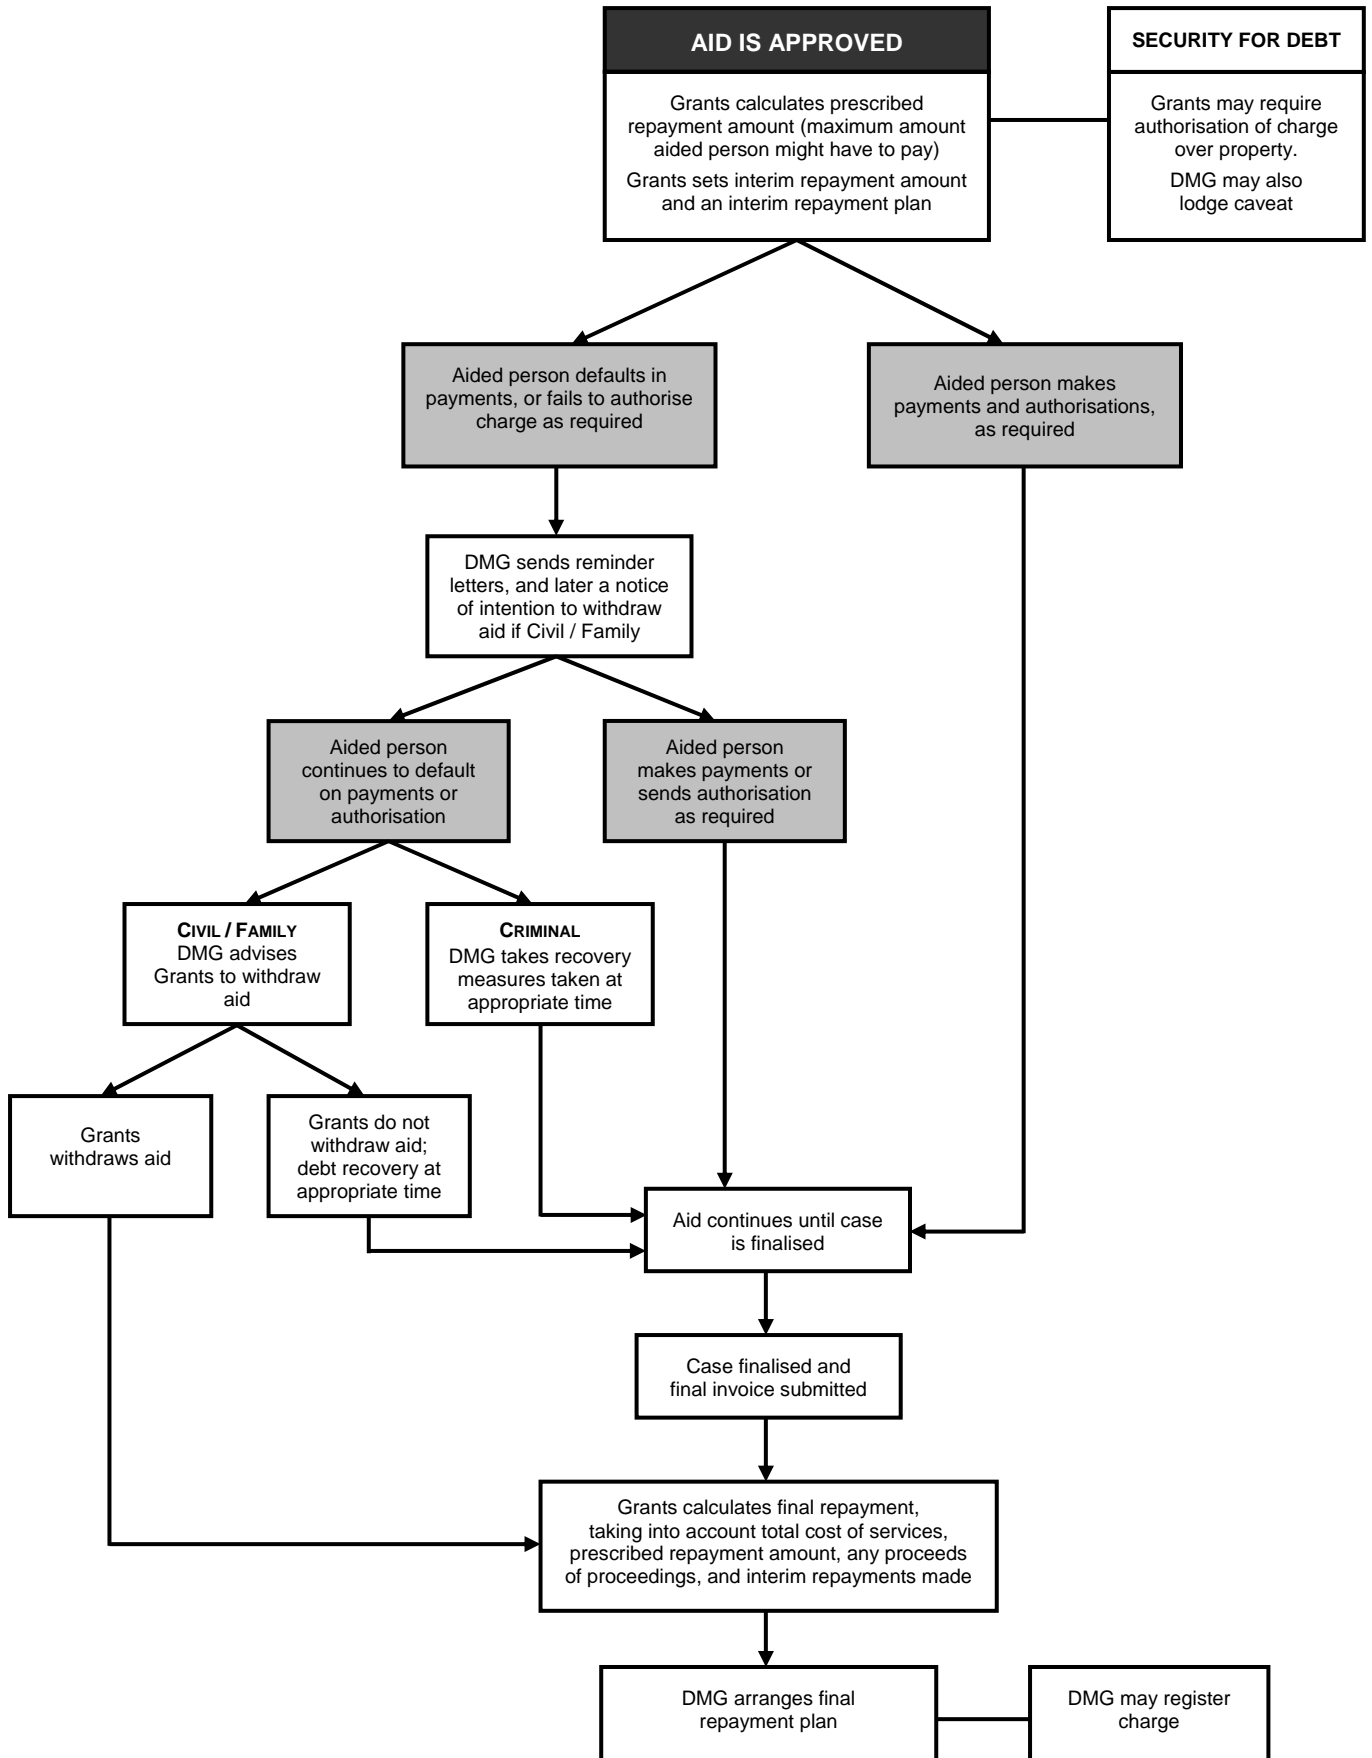 AID IS APPROVED
Grants calculates prescribed
repayment amount (maximum amount
aided person might have to pay)
Grants sets interim repayment amount
and an interim repayment plan
SECURITY FOR DEBT
Grants may require
authorisation of charge
over property.
DMG may also
lodge caveat
Aided person defaults in
payments, or fails to authorise
charge as required
Aided person makes
payments and authorisations,
as required
DMG sends reminder
letters, and later a notice
of intention to withdraw
aid if Civil / Family
Aided person
continues to default
on payments or
authorisation
Aided person
makes payments or
sends authorisation
as required
CIVIL / FAMILY
DMG advises
Grants to withdraw
aid
CRIMINAL
DMG takes recovery
measures taken at
appropriate time
Grants
withdraws aid
Grants do not
withdraw aid;
debt recovery at
appropriate time
Aid continues until case
is finalised
Case finalised and
final invoice submitted
Grants calculates final repayment,
taking into account total cost of services,
prescribed repayment amount, any proceeds
of proceedings, and interim repayments made
DMG arranges final
repayment plan
DMG may register
charge